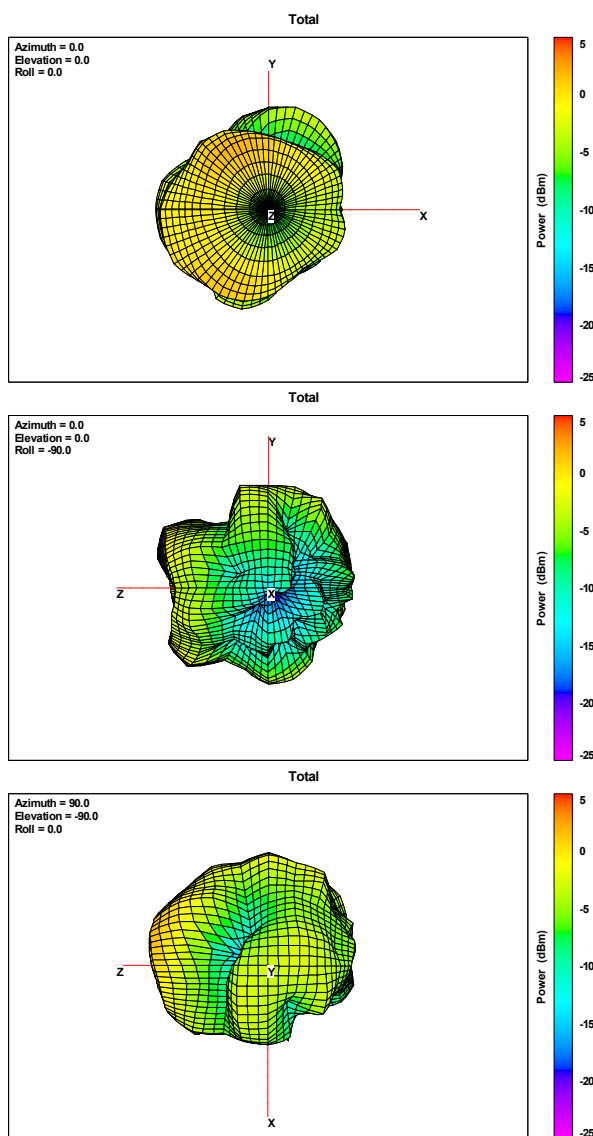 Total
Azimuth = 0.0
Elevation = 0.0
Roll = 0.0
Y
Z
X
5
0
-5
-10
-15
-20
-25
Power (dBm)
Total
Azimuth = 0.0
Elevation = 0.0
Roll = -90.0
Y
Z
X
5
0
-5
-10
-15
-20
-25
Power (dBm)
Total
Azimuth = 90.0
Elevation = -90.0
Roll = 0.0
Z
Y
X
5
0
-5
-10
-15
-20
-25
Power (dBm)